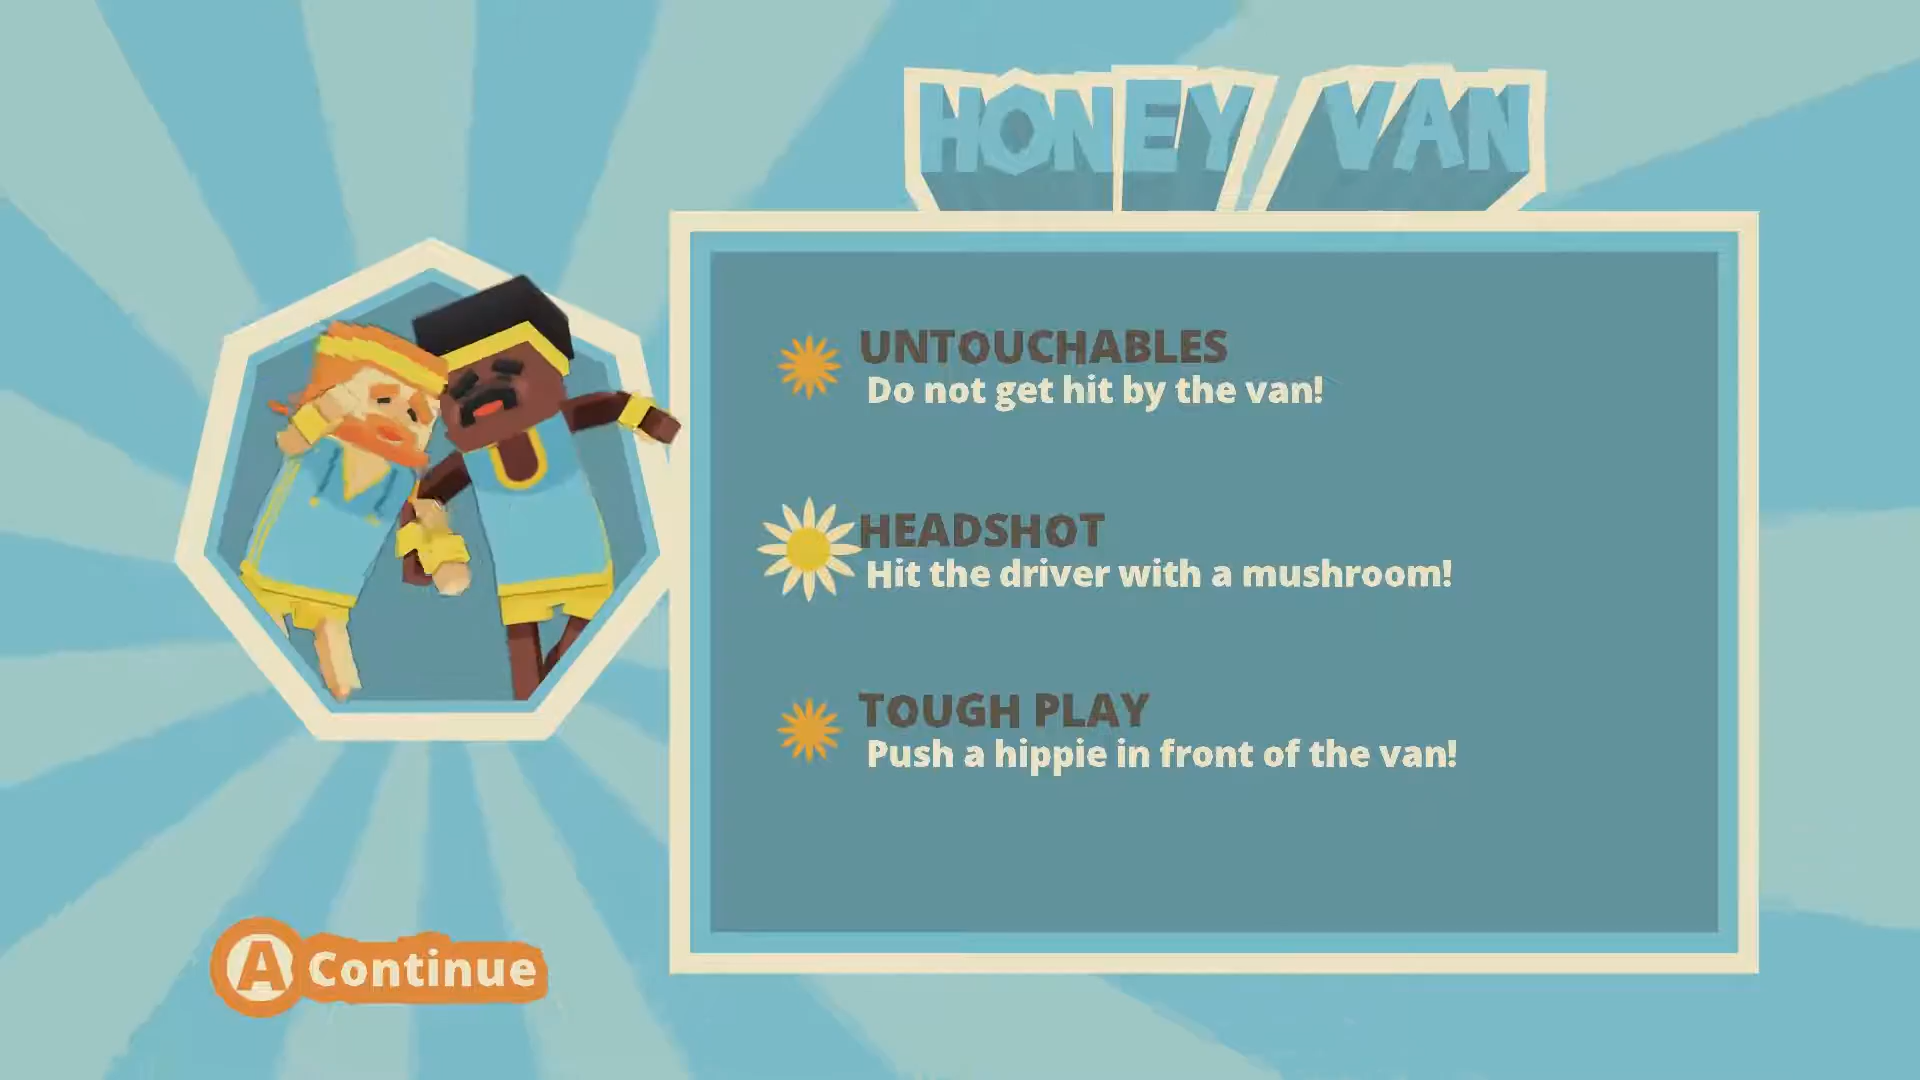 HONEY VAN
UNTOUCHABLES
Do not get hit by the van!
HEADSHOT
Hit the driver with a mushroom!
TOUGH PLAY
Push a hippie in front of the van!
A Continue